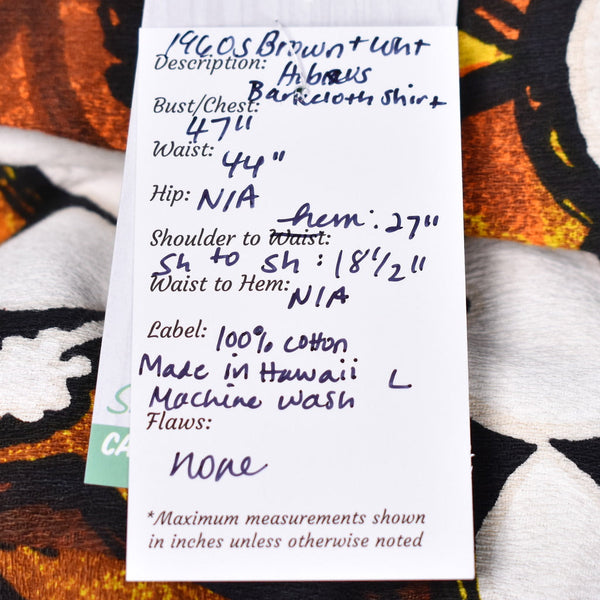 1960s Brown + Wht
Description: Hibiscus
Barkcloth Shirt
Bust/Chest:
47"
Waist: 44"
Hip: N/A
hem: 27"
Shoulder to Waist:
sh to sh: 18 1/2"
Waist to Hem:
N/A
Label: 100% cotton
Made in Hawaii L
Machine wash
Flaws:
none
*Maximum measurements shown
in inches unless otherwise noted
CA